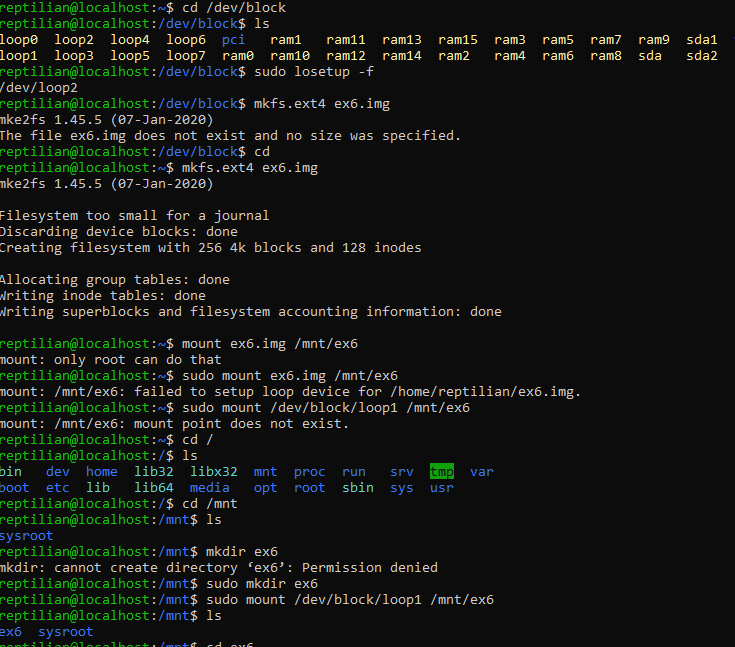 reptilian@localhost:~$ cd /dev/block
reptilian@localhost:/dev/block$ ls
loop0 loop2 loop4 loop6 pci ram1 ram11 ram13 ram15 ram3 ram5 ram7 ram9 sda1
loop1 loop3 loop5 loop7 ram0 ram10 ram12 ram14 ram2 ram4 ram6 ram8 sda sda2
reptilian@localhost:/dev/block$ sudo losetup -f
/dev/loop2
reptilian@localhost:/dev/block$ mkfs.ext4 ex6.img
mke2fs 1.45.5 (07-Jan-2020)
The file ex6.img does not exist and no size was specified.
reptilian@localhost:/dev/block$ cd
reptilian@localhost:~$ mkfs.ext4 ex6.img
mke2fs 1.45.5 (07-Jan-2020)
Filesystem too small for a journal
Discarding device blocks: done
Creating filesystem with 256 4k blocks and 128 inodes
Allocating group tables: done
Writing inode tables: done
Writing superblocks and filesystem accounting information: done
reptilian@localhost:~$ mount ex6.img /mnt/ex6
mount: only root can do that
reptilian@localhost:~$ sudo mount ex6.img /mnt/ex6
mount: /mnt/ex6: failed to setup loop device for /home/reptilian/ex6.img.
reptilian@localhost:~$ sudo mount /dev/block/loop1 /mnt/ex6
mount: /mnt/ex6: mount point does not exist.
reptilian@localhost:~$ cd /
reptilian@localhost:/$ ls
bin dev home lib32 libx32 mnt proc run srv tmp var
boot etc lib lib64 media opt root sbin sys usr
reptilian@localhost:/$ cd /mnt
reptilian@localhost:/mnt$ ls
sysroot
reptilian@localhost:/mnt$ mkdir ex6
mkdir: cannot create directory ‘ex6’: Permission denied
reptilian@localhost:/mnt$ sudo mkdir ex6
reptilian@localhost:/mnt$ sudo mount /dev/block/loop1 /mnt/ex6
reptilian@localhost:/mnt$ ls
ex6 sysroot
reptilian@localhost:/mnt$ cd ex6